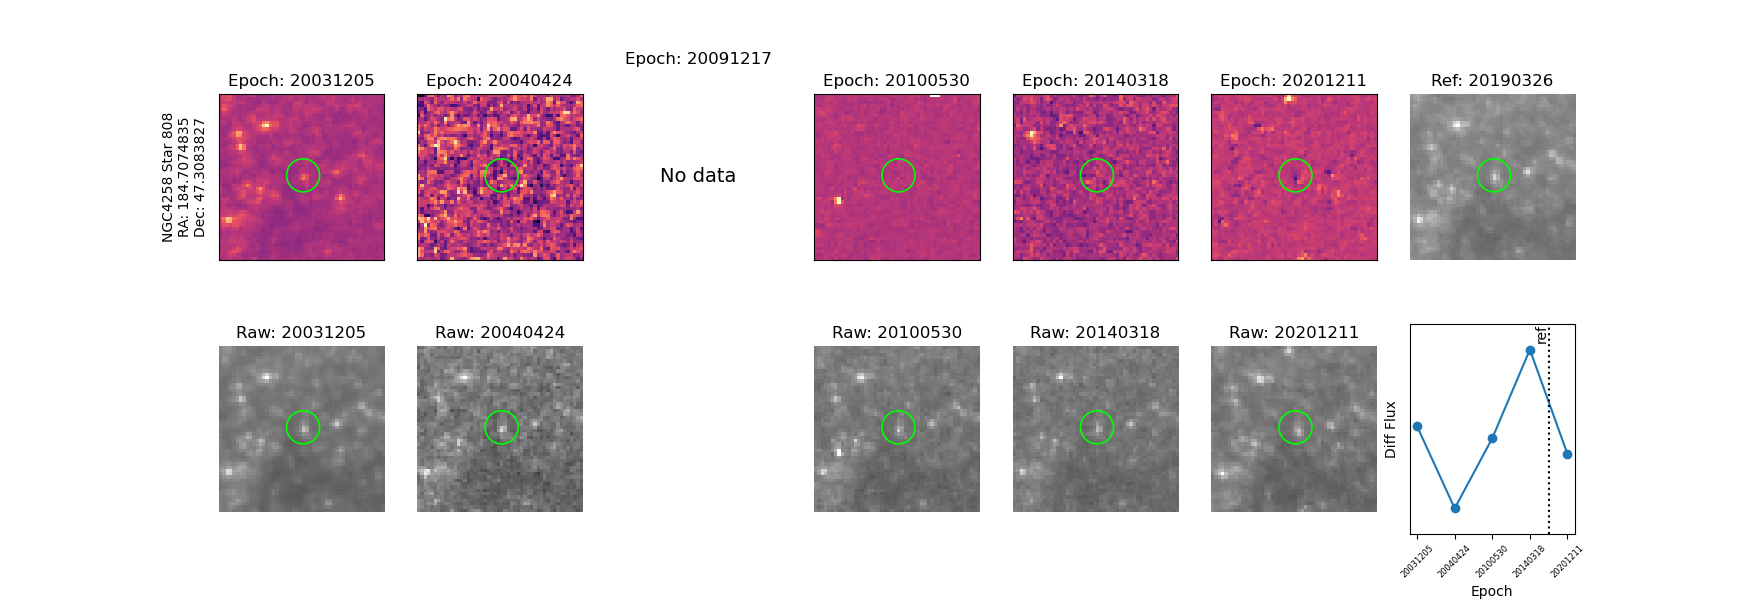 Epoch: 20091217
Epoch: 20031205
Epoch: 20040424
Epoch: 20100530
Epoch: 20140318
Epoch: 20201211
Ref: 20190326
NGC4258 Star 808
RA: 184.7074835
Dec: 47.3083827
No data
Raw: 20031205
Raw: 20040424
Raw: 20100530
Raw: 20140318
Raw: 20201211
ref
Diff Flux
20031205
20040424
20100530
20140318
20201211
Epoch